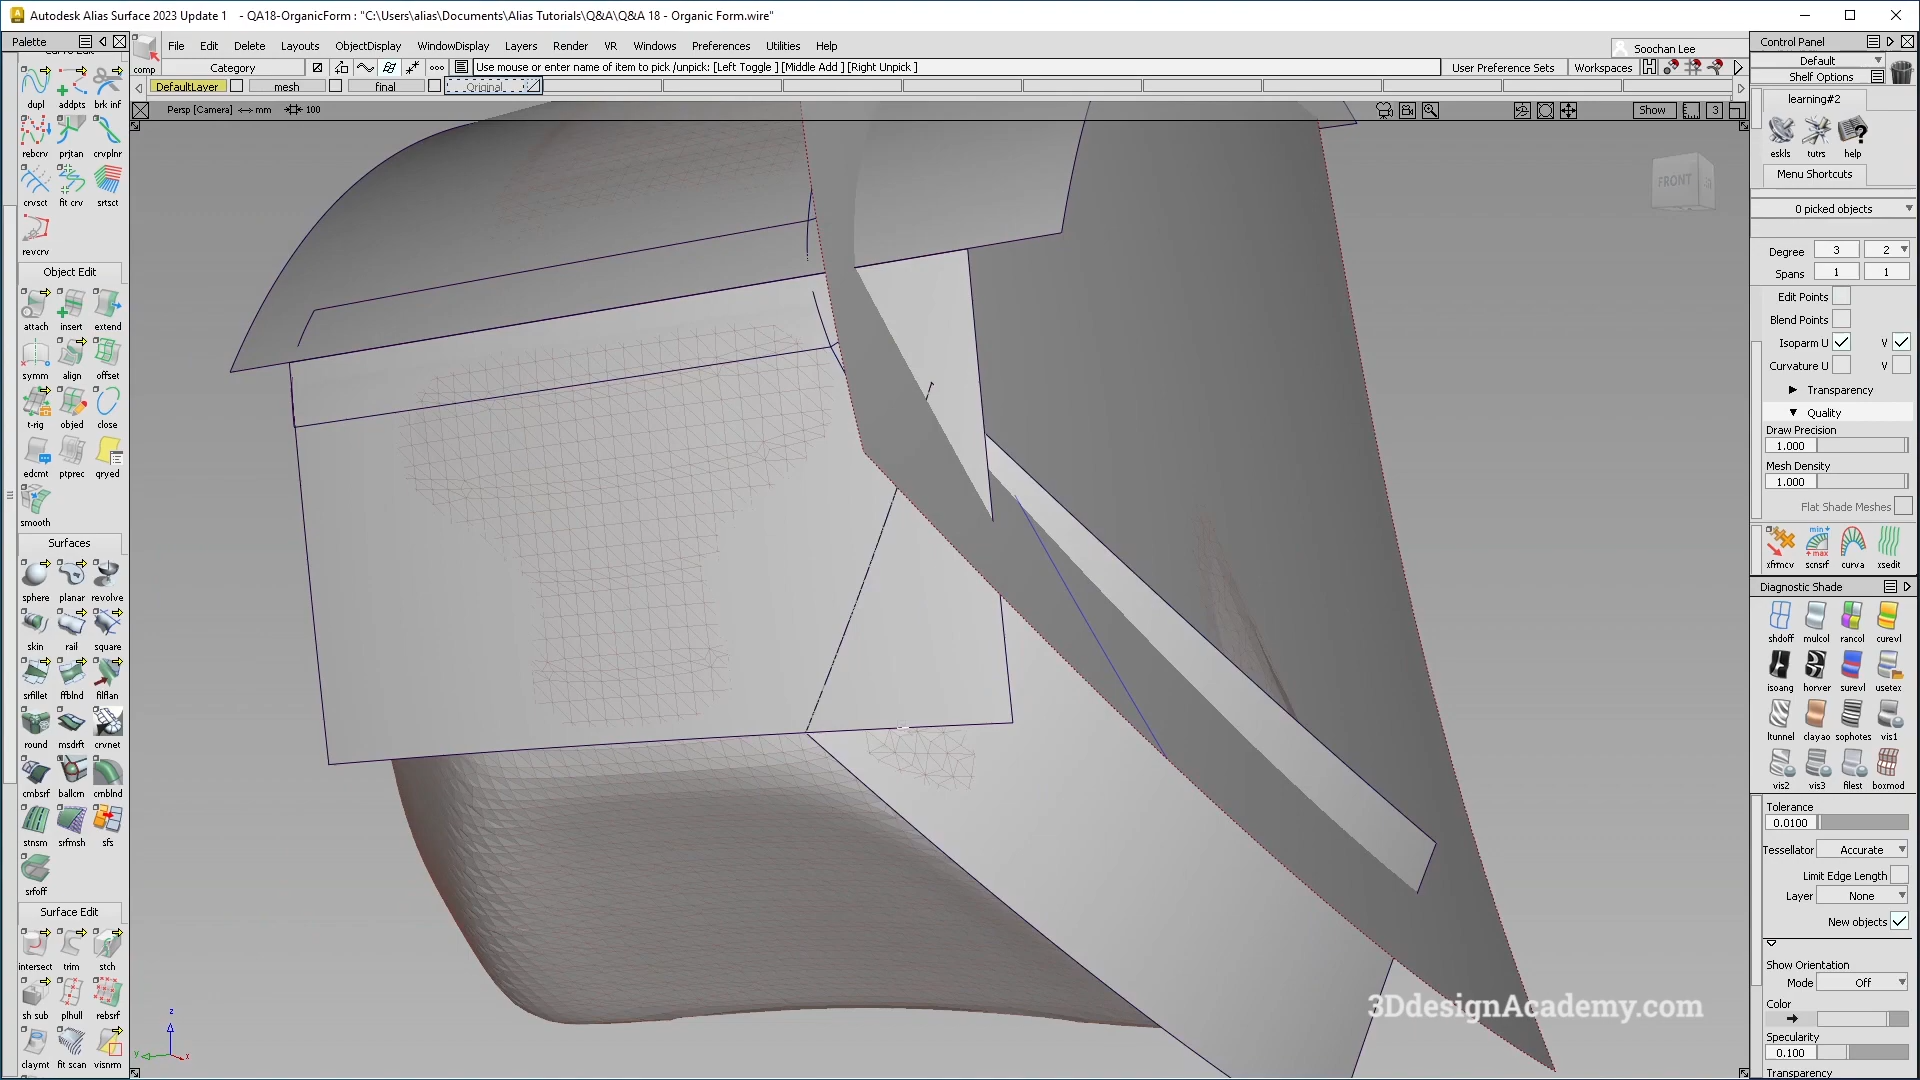 Autodesk Alias Surface 2023 Update 1 - QA18-OrganicForm : "C:\Users\alias\Documents\Alias Tutorials\Q&A\Q&A 18 - Organic Form.wire"
Palette
File Edit Delete Layouts ObjectDisplay WindowDisplay Layers Render VR Windows Preferences Utilities Help
Soochan Lee
Control Panel
comp
Category
Use mouse or enter name of item to pick /unpick: [Left Toggle ] [Middle Add ] [Right Unpick ]
User Preference Sets
Workspaces
Default
Shelf Options
DefaultLayer
mesh
final
Original
Persp [Camera] mm 100
Show
3
FRONT
dupl addpts brk inf
rebcrv prjtan crvplnr
crvsct fit crv srtsct
revcrv
Object Edit
attach insert extend
symm align offset
t-rig objed close
edcmt ptprec qryed
smooth
Surfaces
sphere planar revolve
skin rail square
srfillet ffblnd filflan
round msdrft crvnet
cmbsrf ballcrn cmblnd
stnsm srfmsh sfs
srfoff
Surface Edit
intersect trim stch
sh sub plhull rebsrf
claymt fit scan visnrm
learning#2
eskls tutrs help
Menu Shortcuts
0 picked objects
Degree 3 2
Spans 1 1
Edit Points
Blend Points
Isoparm U V
Curvature U V
Transparency
Quality
Draw Precision
1.000
Mesh Density
1.000
Flat Shade Meshes
min
max
xfrmcv scnsrf curva xsedit
Diagnostic Shade
shdoff mulcol rancol curevl
isoang horver surevl usetex
ltunnel clayao sophotes vis1
vis2 vis3 filest boxmod
Tolerance
0.0100
Tessellator Accurate
Limit Edge Length
Layer None
New objects
Show Orientation
Mode Off
Color
Specularity
0.100
Transparency
z
y
x
3DdesignAcademy.com